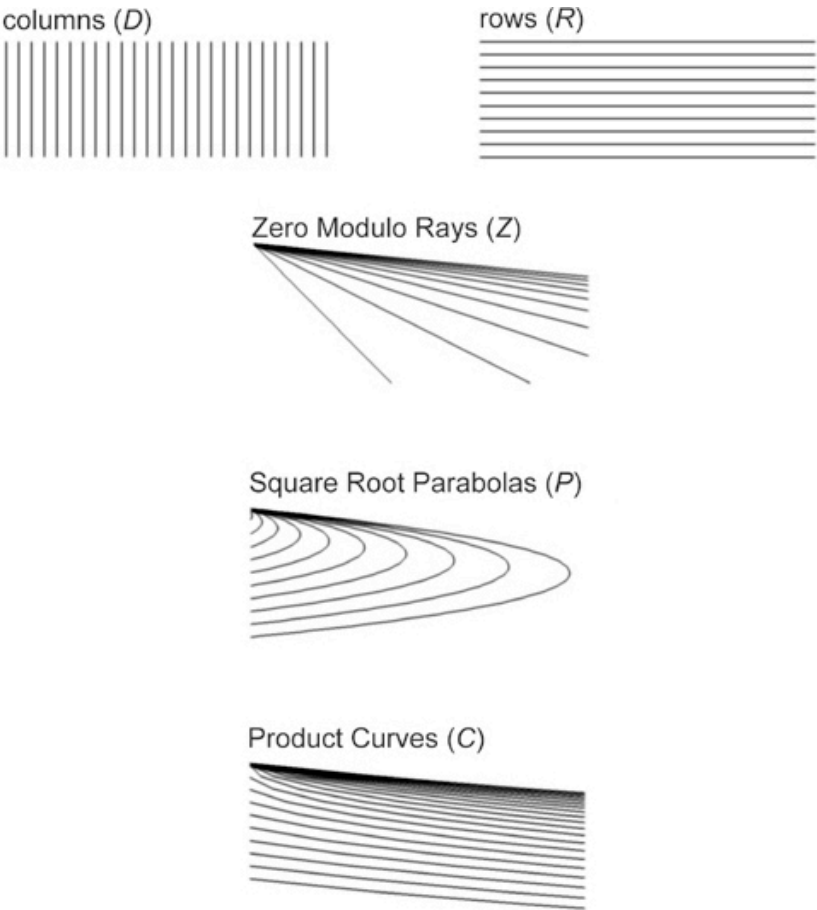 columns (D)
rows (R)
Zero Modulo Rays (Z)
Square Root Parabolas (P)
Product Curves (C)